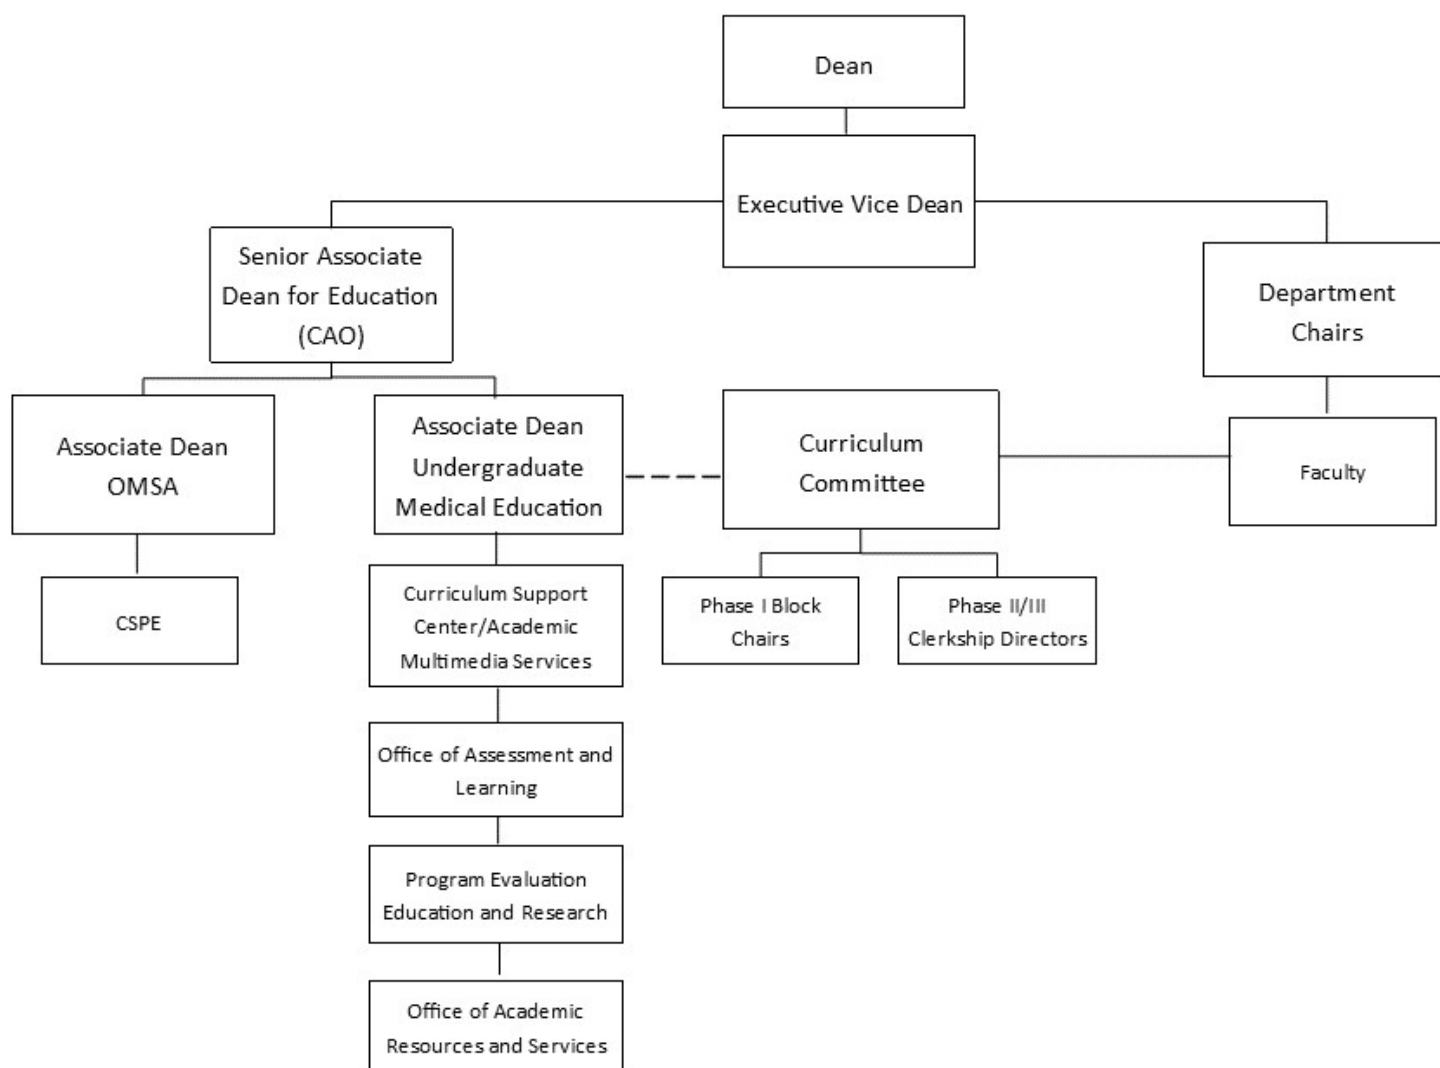 Dean
Executive Vice Dean
Senior Associate
Dean for Education
(CAO)
Department
Chairs
Associate Dean
OMSA
Associate Dean
Undergraduate
Medical Education
Curriculum
Committee
Faculty
CSPE
Curriculum Support
Center/Academic
Multimedia Services
Phase I Block
Chairs
Phase II/III
Clerkship Directors
Office of Assessment and
Learning
Program Evaluation
Education and Research
Office of Academic
Resources and Services